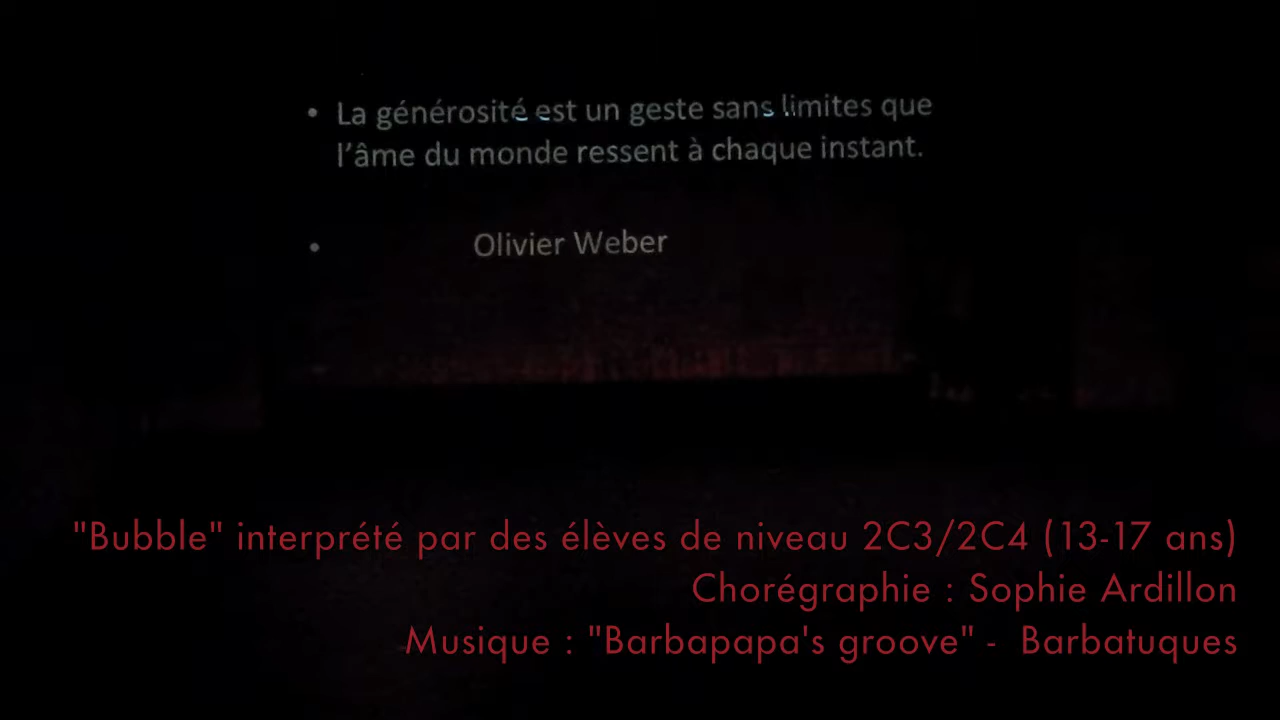 • La générosité est un geste sans limites que
l'âme du monde ressent à chaque instant.
• Olivier Weber
"Bubble" interprété par des élèves de niveau 2C3/2C4 (13-17 ans)
Chorégraphie : Sophie Ardillon
Musique : "Barbapapa's groove" - Barbatuques